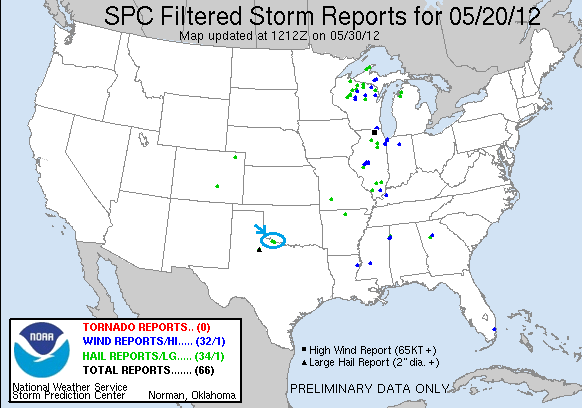 SPC Filtered Storm Reports for 05/20/12
Map updated at 1212Z on 05/30/12
TORNADO REPORTS.. (0)
WIND REPORTS/HI..... (32/1)
HAIL REPORTS/LG..... (34/1)
TOTAL REPORTS....... (66)
NOAA
National Weather Service
Storm Prediction Center Norman, Oklahoma
High Wind Report (65KT +)
Large Hail Report (2" dia. +)
PRELIMINARY DATA ONLY